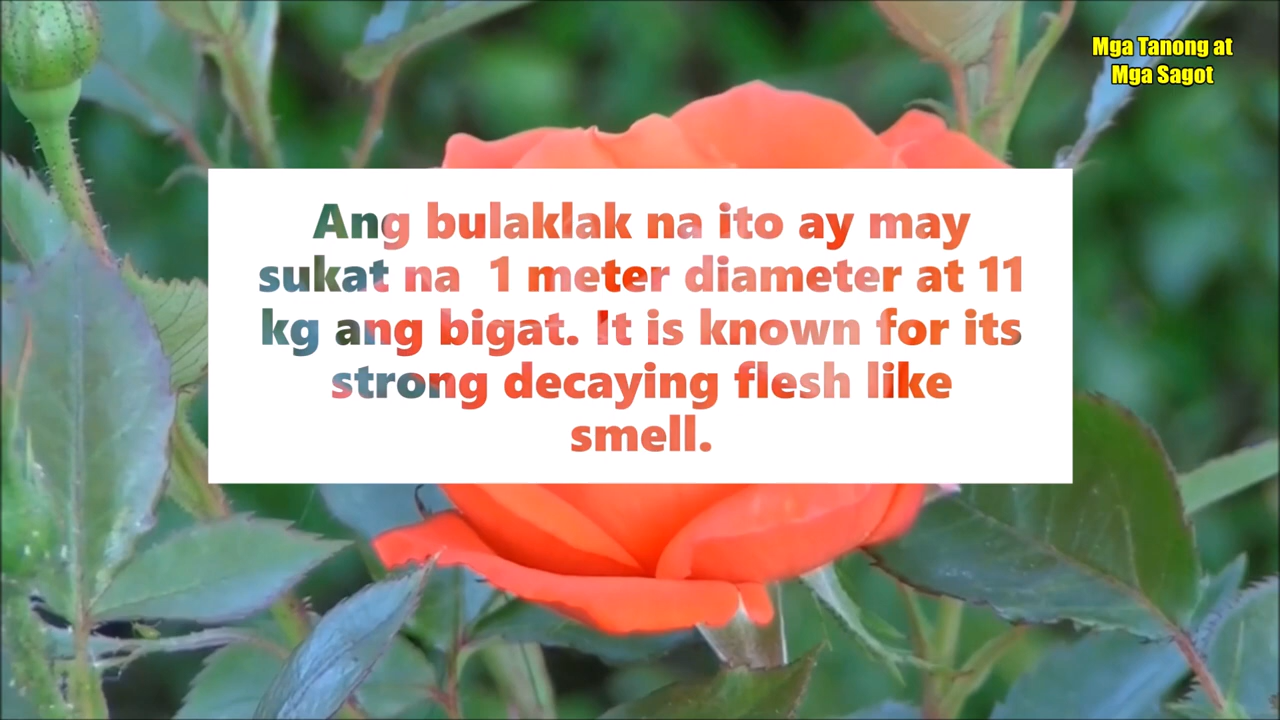 Mga Tanong at
Mga Sagot
Ang bulaklak na ito ay may
sukat na  1 meter diameter at 11
kg ang bigat. It is known for its
strong decaying flesh like
smell.